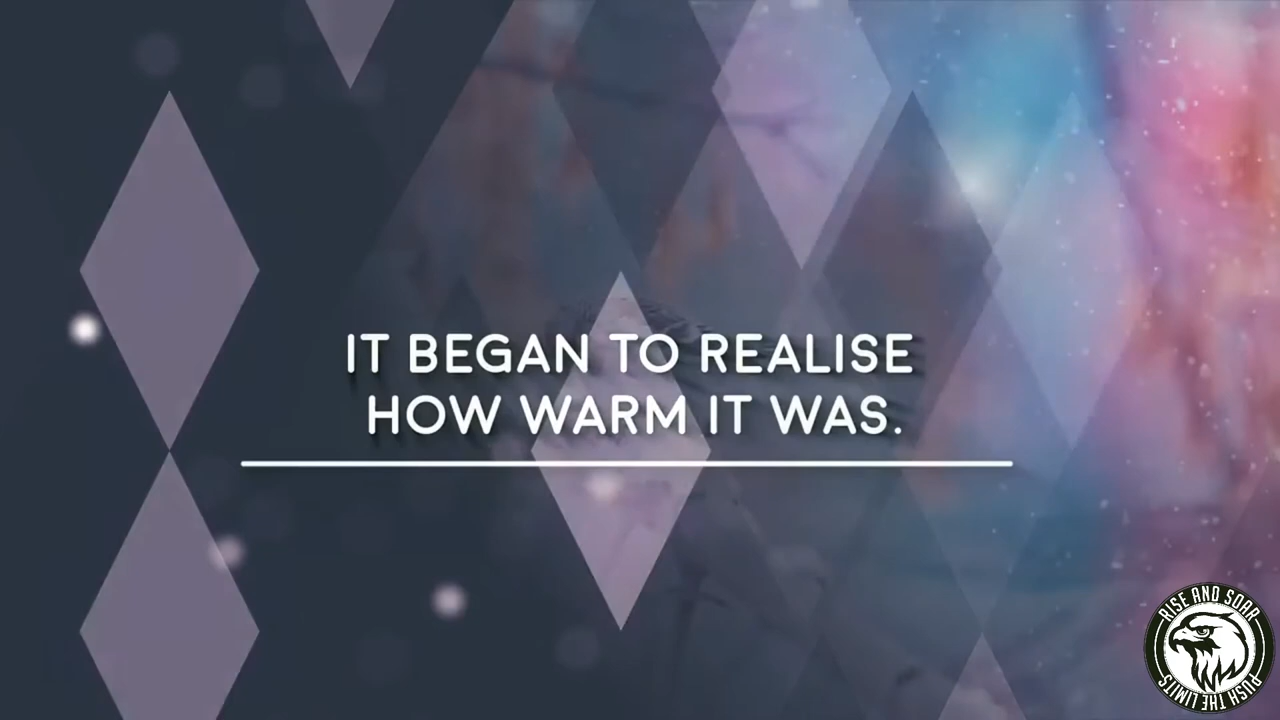 IT BEGAN TO REALISE
HOW WARM IT WAS.
RISE AND SOAR
PUSH THE LIMITS